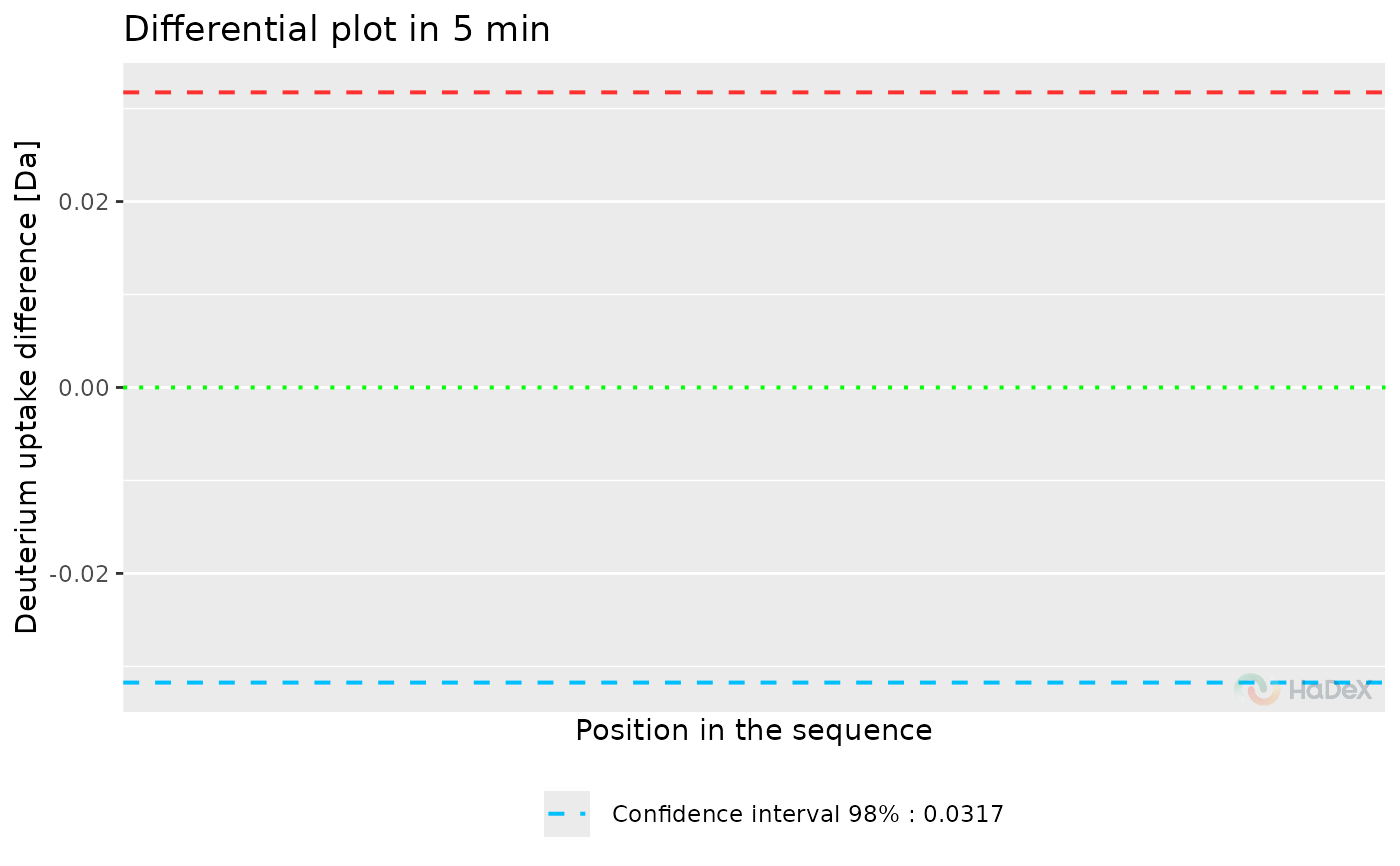 Differential plot in 5 min
Deuterium uptake difference [Da]
0.02
0.00
-0.02
HaDeX
Position in the sequence
Confidence interval 98% : 0.0317